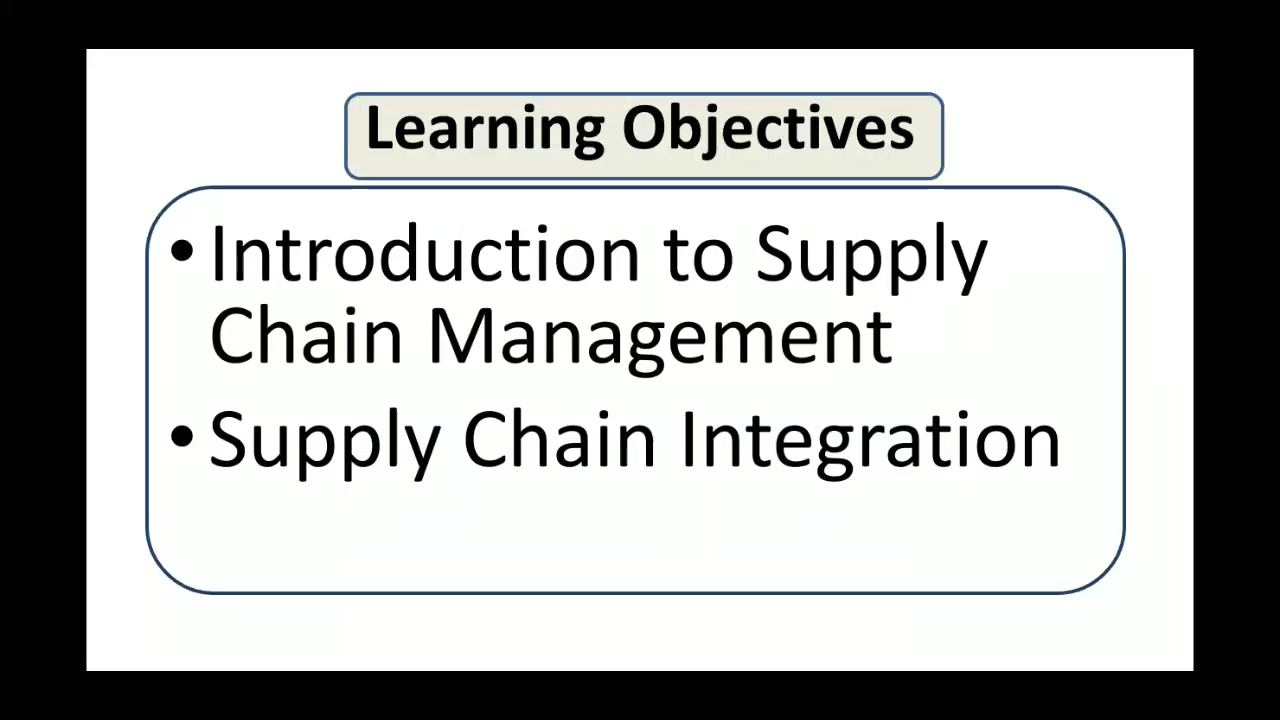 Learning Objectives
• Introduction to Supply
Chain Management
• Supply Chain Integration